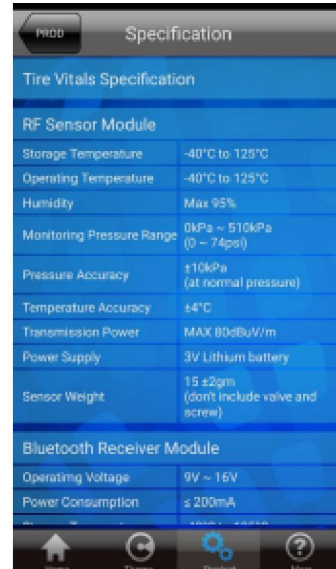 PROD
Specification
Tire Vitals Specification
RF Sensor Module
Storage Temperature -40°C to 125°C
Operating Temperature -40°C to 125°C
Humidity Max 95%
Monitoring Pressure Range 0kPa ~ 510kPa
(0 ~ 74psi)
Pressure Accuracy ±10kPa
(at normal pressure)
Temperature Accuracy ±4°C
Transmission Power MAX 80dBuV/m
Power Supply 3V Lithium battery
Sensor Weight 15 ±2gm
(don't include valve and
screw)
Bluetooth Receiver Module
Operatimg Voltage 9V ~ 16V
Power Consumption ≤ 200mA